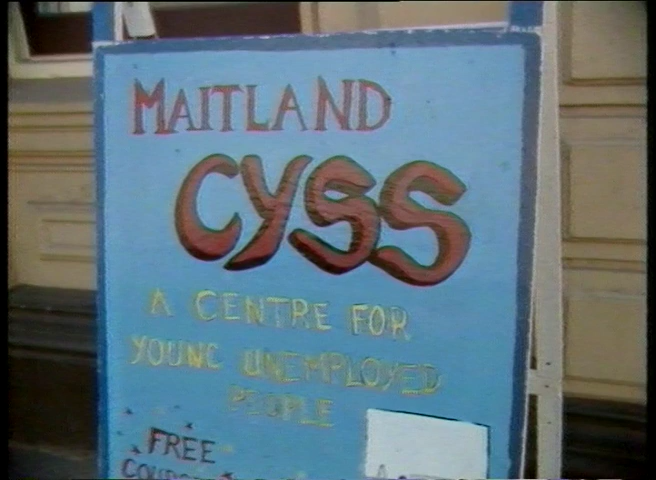 MAITLAND
CYSS
A CENTRE FOR
YOUNG UNEMPLOYED
PEOPLE
FREE